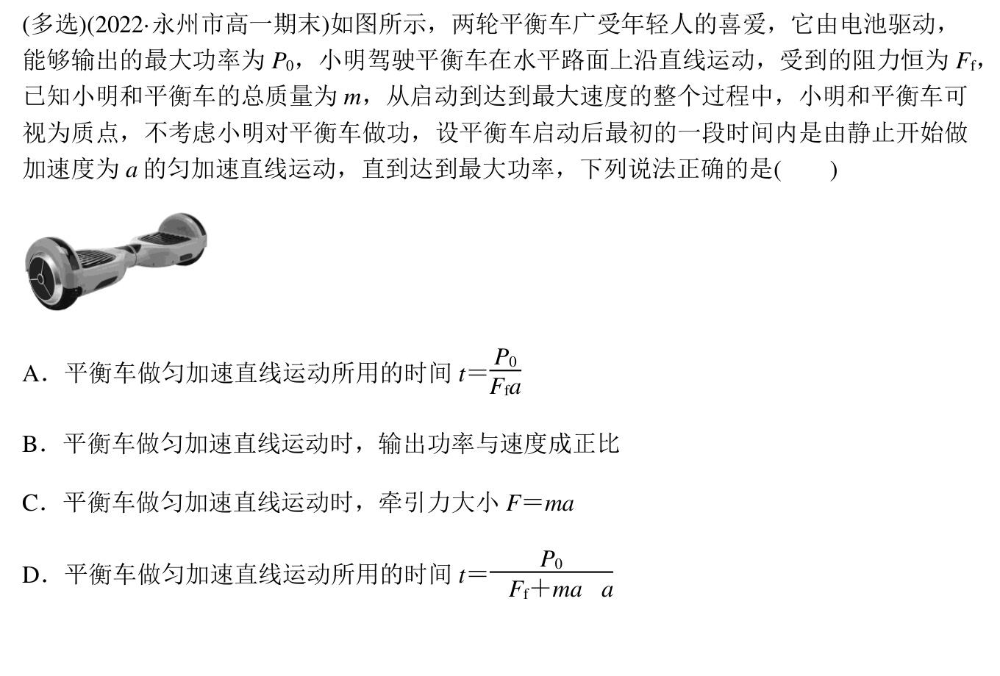 (多选)(2022·永州市高一期末)如图所示，两轮平衡车广受年轻人的喜爱，它由电池驱动，
能够输出的最大功率为 P₀，小明驾驶平衡车在水平路面上沿直线运动，受到的阻力恒为 F_f，
已知小明和平衡车的总质量为 m，从启动到达到最大速度的整个过程中，小明和平衡车可
视为质点，不考虑小明对平衡车做功，设平衡车启动后最初的一段时间内是由静止开始做
加速度为 a 的匀加速直线运动，直到达到最大功率，下列说法正确的是(　　)
A．平衡车做匀加速直线运动所用的时间 t＝P₀/F_f a
B．平衡车做匀加速直线运动时，输出功率与速度成正比
C．平衡车做匀加速直线运动时，牵引力大小 F＝ma
D．平衡车做匀加速直线运动所用的时间 t＝P₀/F_f＋ma a